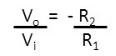 Vo/Vi = - R2/R1